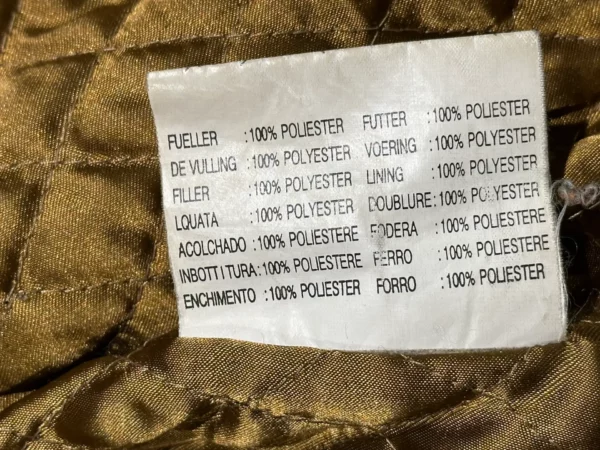 FUELLER :100% POLIESTER FUTTER :100% POLYESTER
DE VULLING :100% POLYESTER VOERING :100% POLYESTER
FILLER :100% POLYESTER LINING :100% POLYESTER
LQUATA :100% POLYESTER DOUBLURE :100% POLYESTER
ACOLCHADO :100% POLIESTERE FODERA :100% POLIESTERE
INBOTTITURA :100% POLIESTERE FERRO :100% POLIESTERE
ENCHIMENTO :100% POLIESTER FORRO :100% POLIESTER